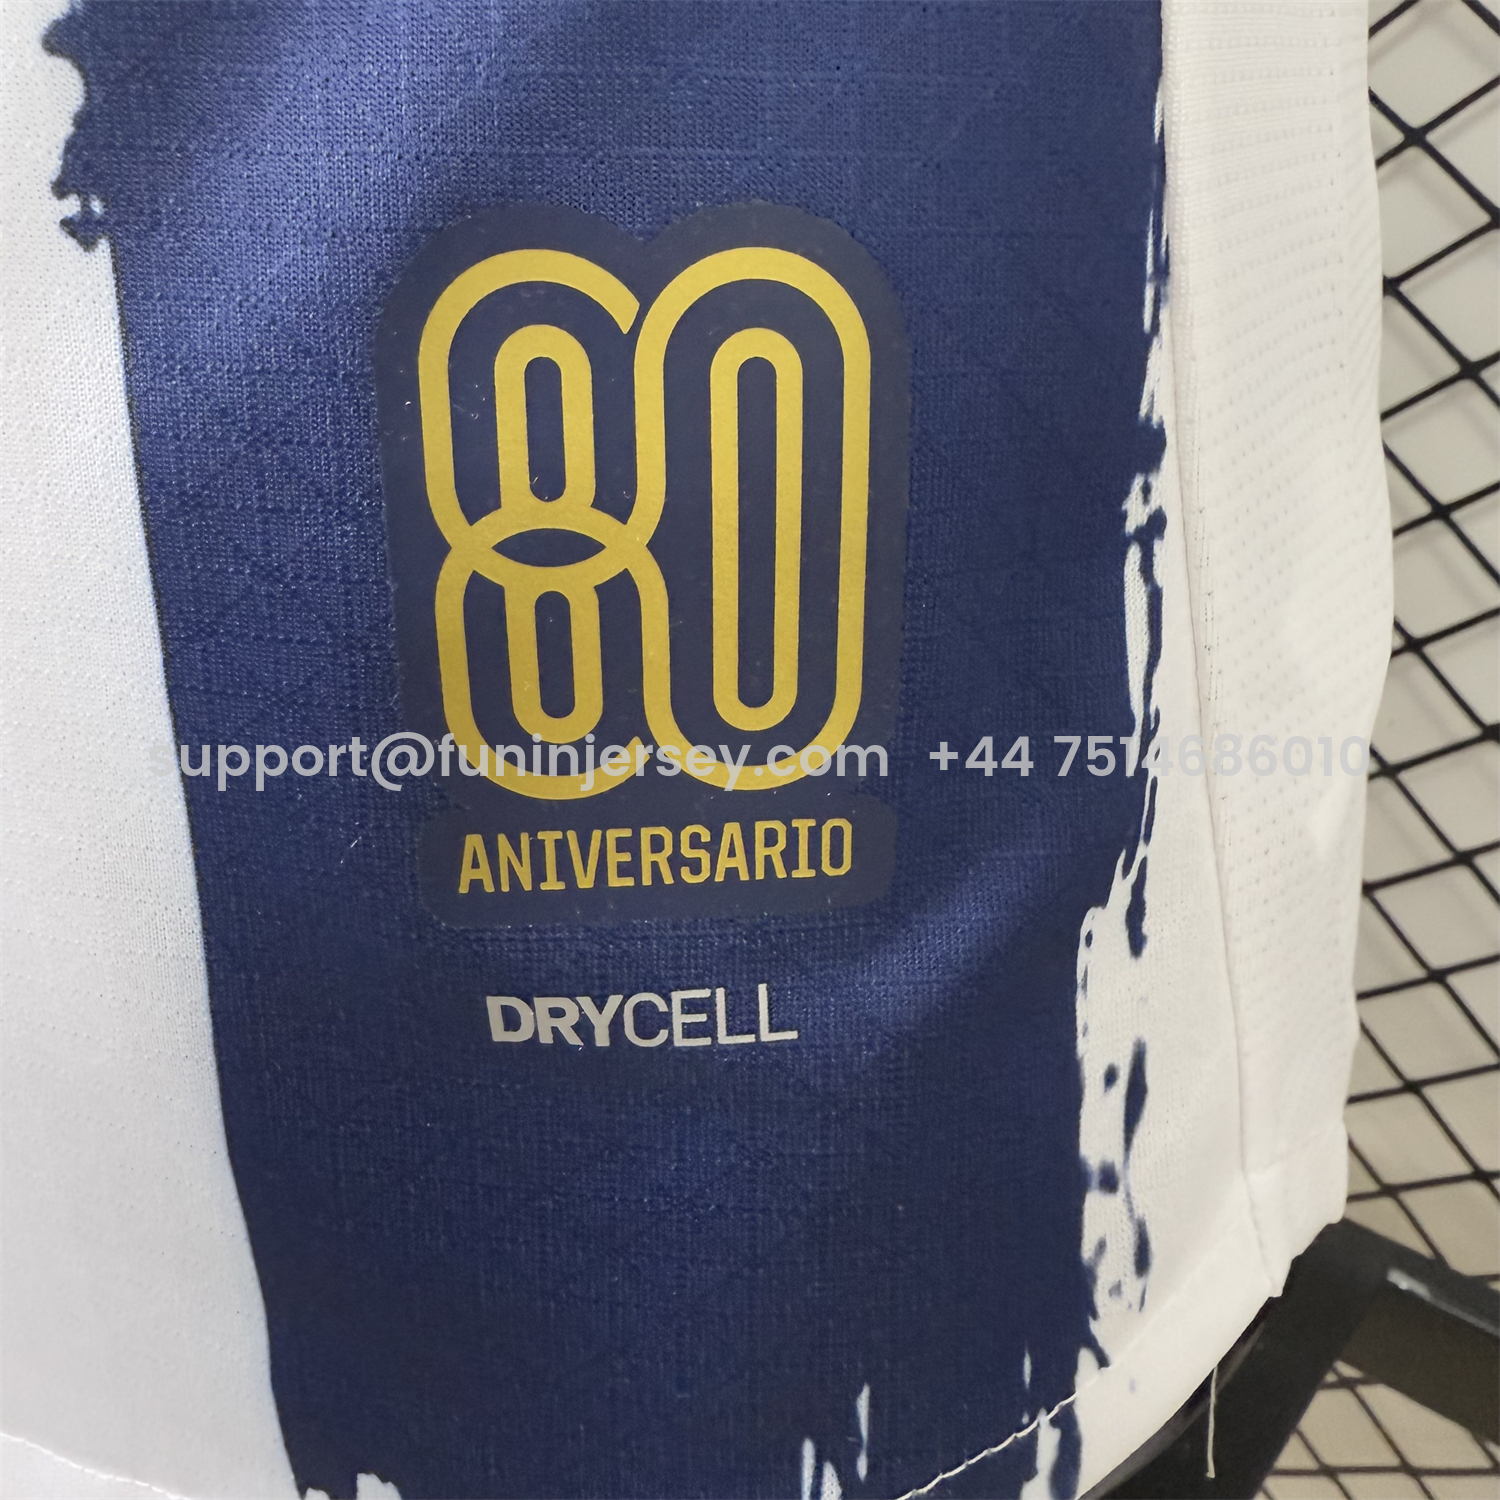 80
support@funinjersey.com +44 7514686010
ANIVERSARIO
DRYCELL